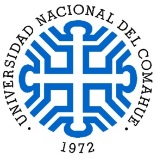 · UNIVERSIDAD NACIONAL DEL COMAHUE ·
1972